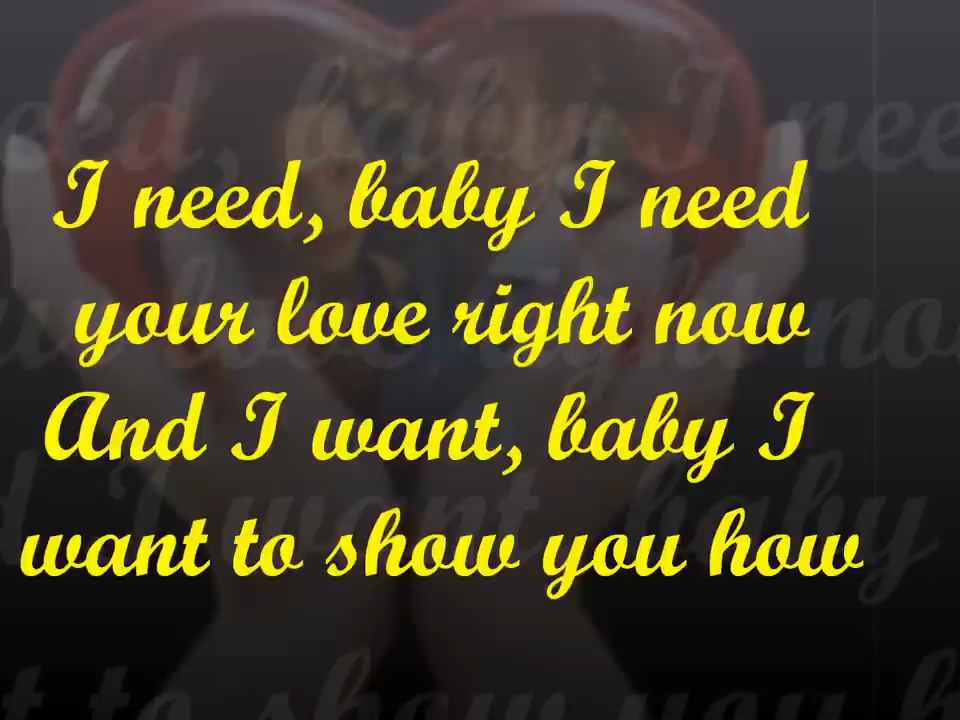 I need, baby I need
your love right now
And I want, baby I
want to show you how